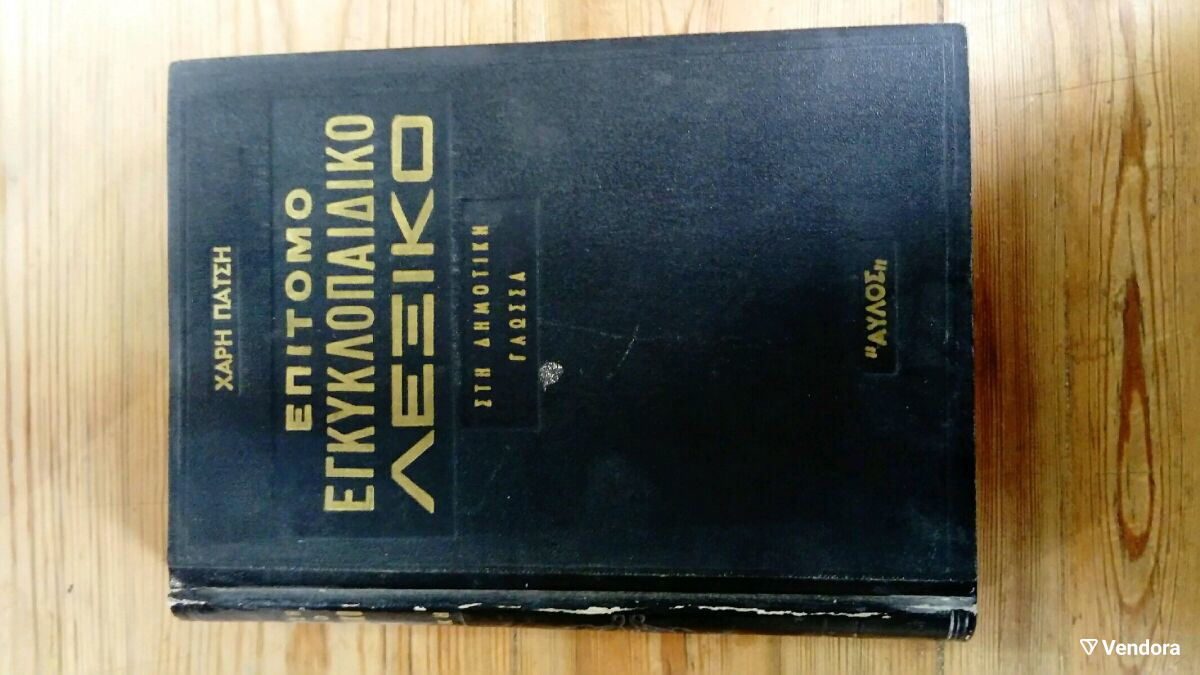 ΧΑΡΗ ΠΑΤΣΗ
ΕΠΙΤΟΜΟ
ΕΓΚΥΚΛΟΠΑΙΔΙΚΟ
ΛΕΞΙΚΟ
ΣΤΗ ΔΗΜΟΤΙΚΗ
ΓΛΩΣΣΑ
"ΑΥΛΟΣ"
Vendora